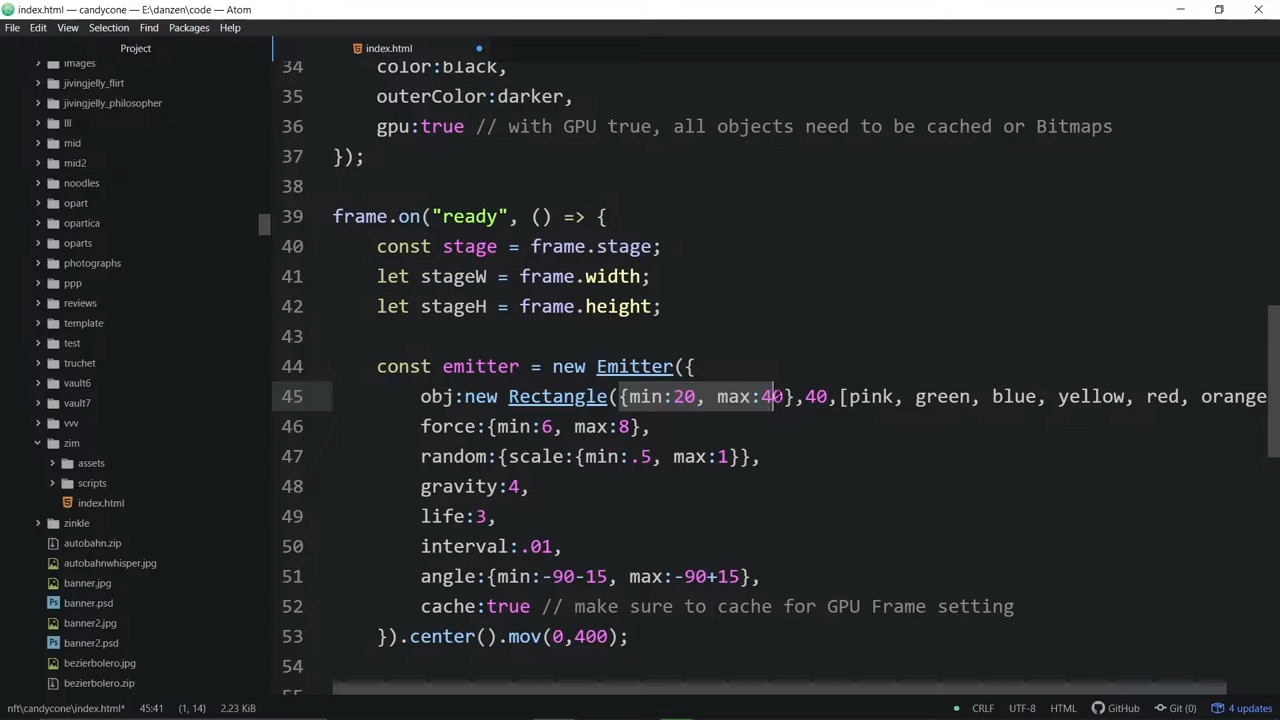 index.html — candycone — E:\danzen\code — Atom
File Edit View Selection Find Packages Help
Project
index.html
images
jivingjelly_flirt
jivingjelly_philosopher
lll
mid
mid2
noodles
opart
opartica
oparts
photographs
ppp
reviews
template
test
truchet
vault6
vault7
vvv
zim
assets
scripts
index.html
zinkle
autobahn.zip
autobahnwhisper.jpg
banner.jpg
banner.psd
banner2.jpg
banner2.psd
bezierbolero.jpg
bezierbolero.zip
34 color:black,
35 outerColor:darker,
36 gpu:true // with GPU true, all objects need to be cached or Bitmaps
37 });
38
39 frame.on("ready", () => {
40 const stage = frame.stage;
41 let stageW = frame.width;
42 let stageH = frame.height;
43
44 const emitter = new Emitter({
45 obj:new Rectangle({min:20, max:40},40,[pink, green, blue, yellow, red, orange
46 force:{min:6, max:8},
47 random:{scale:{min:.5, max:1}},
48 gravity:4,
49 life:3,
50 interval:.01,
51 angle:{min:-90-15, max:-90+15},
52 cache:true // make sure to cache for GPU Frame setting
53 }).center().mov(0,400);
54
55
nft\candycone\index.html* 45:41 (1, 14) 2.23 KiB CRLF UTF-8 HTML GitHub Git (0) 4 updates